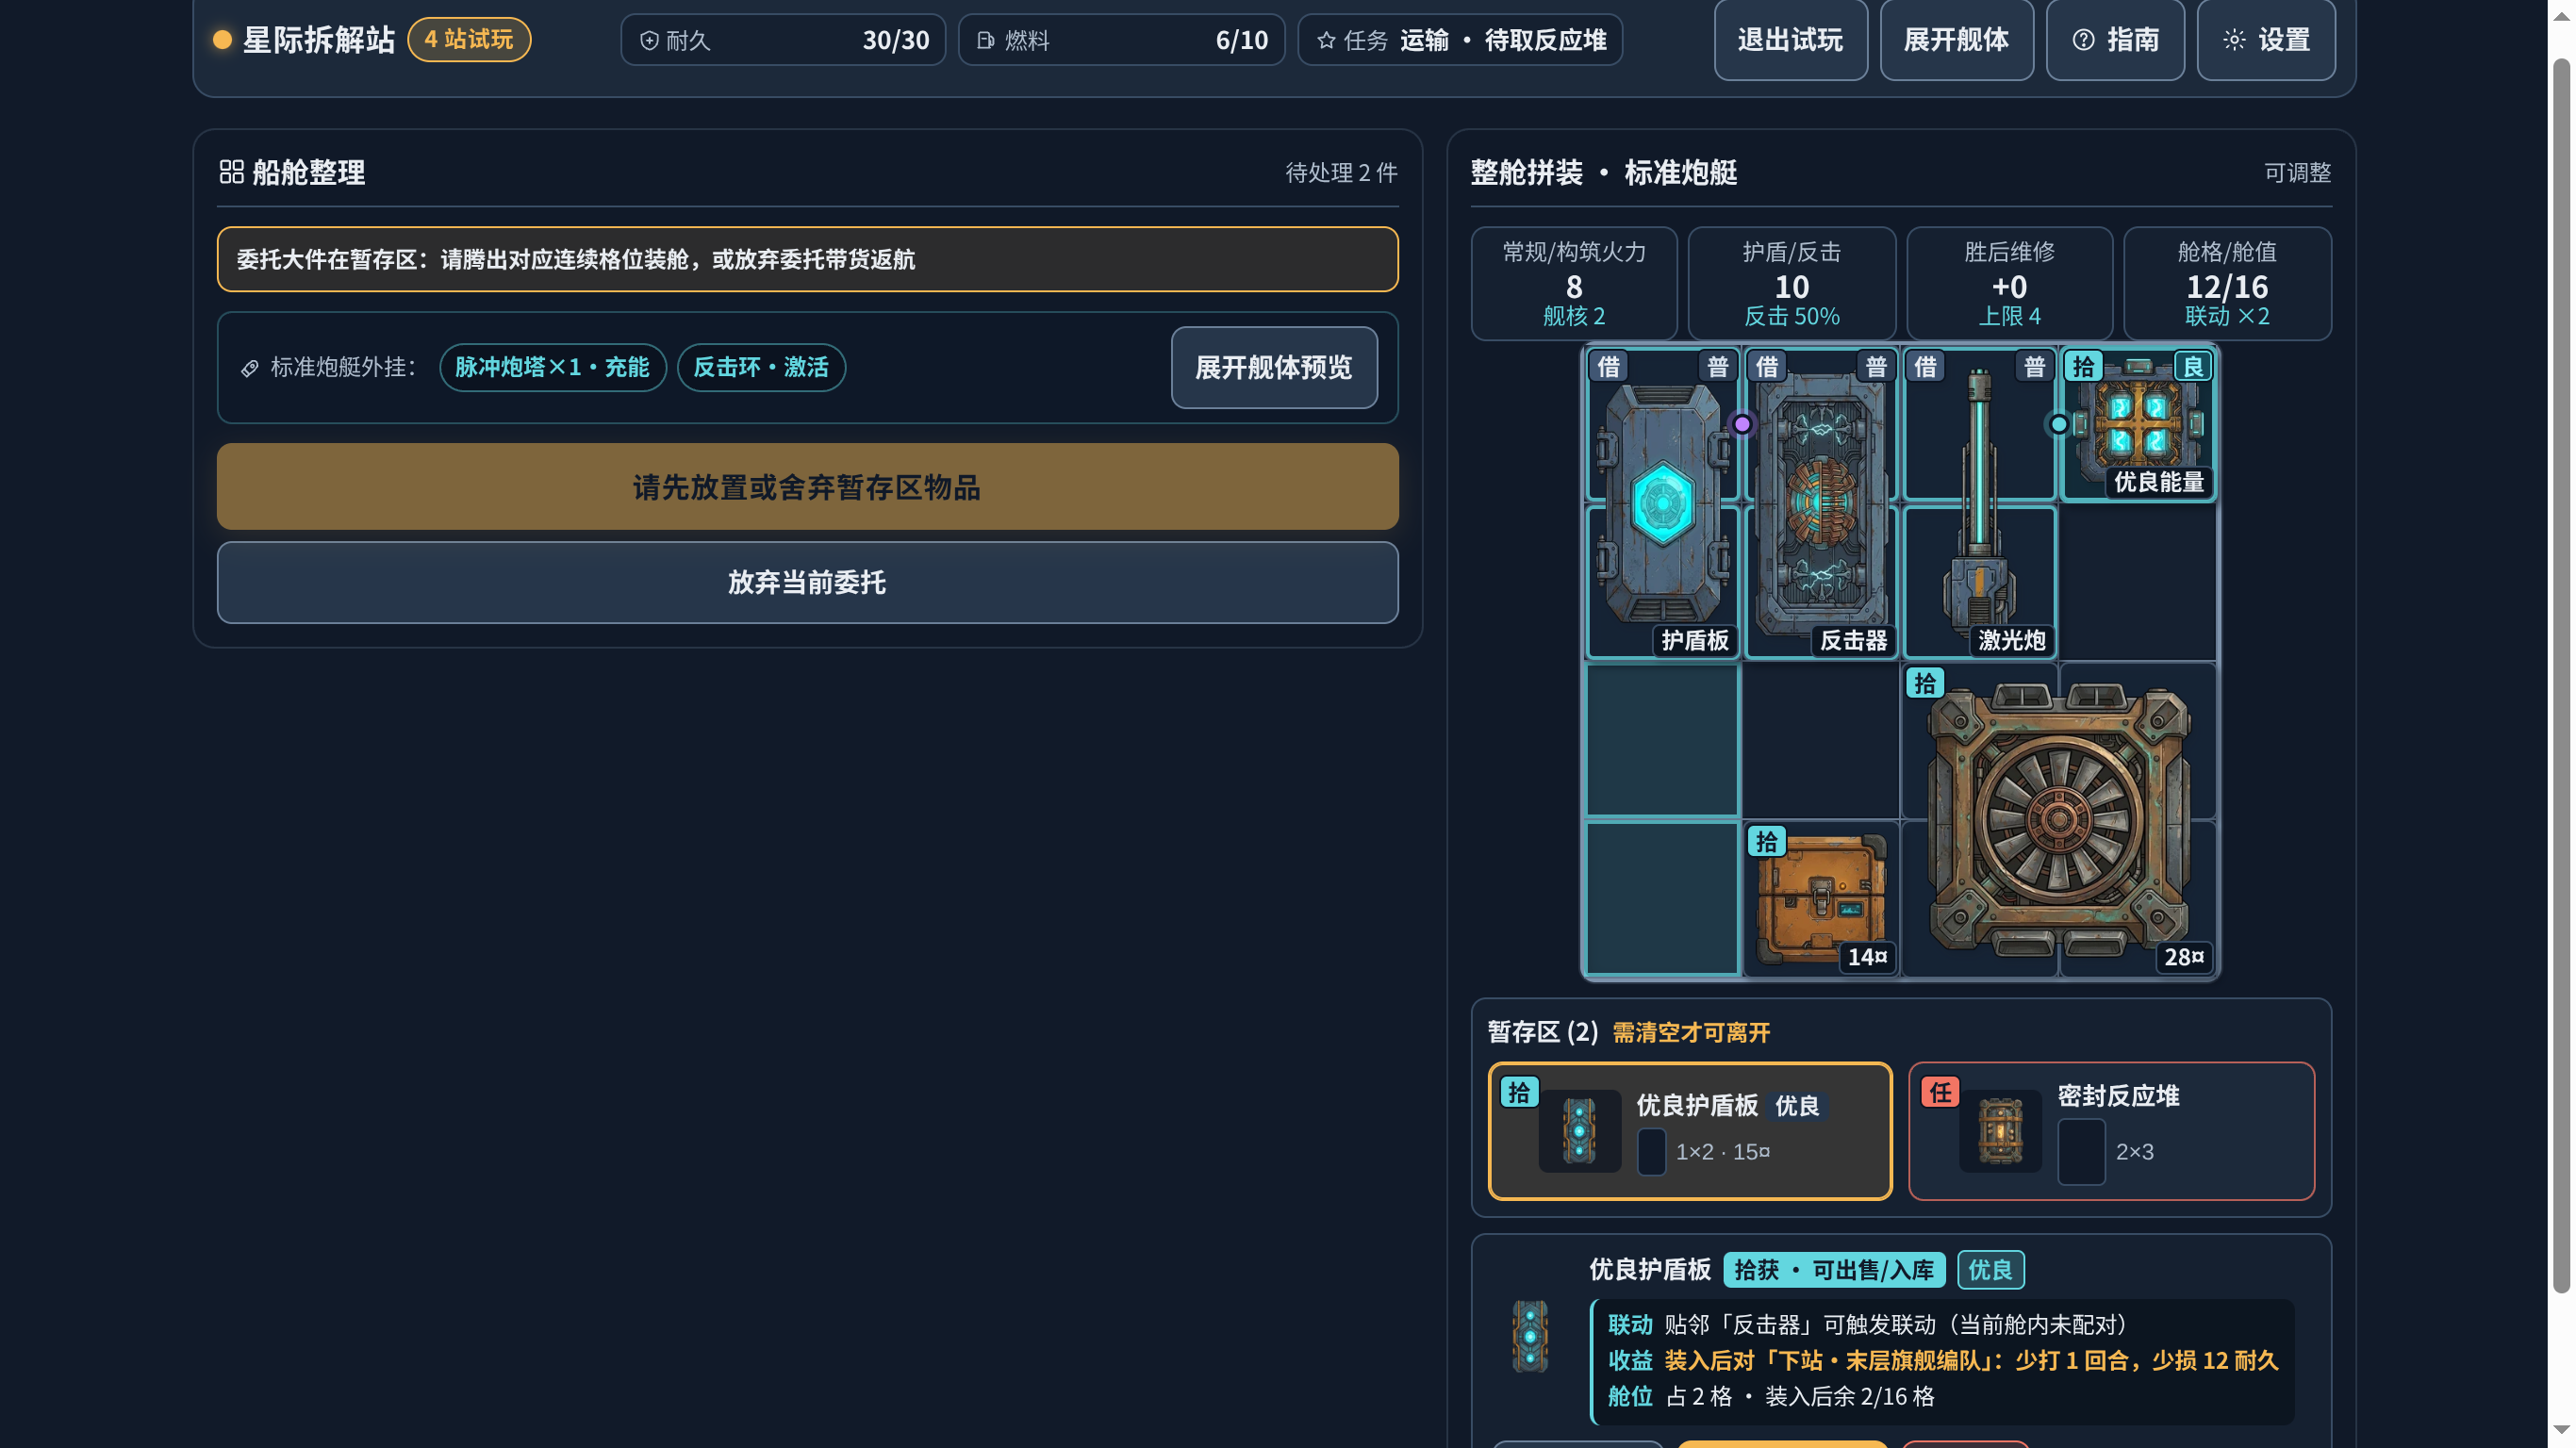 星际拆解站 4 站试玩
耐久 30/30
燃料 6/10
任务 运输 · 待取反应堆
退出试玩
展开舰体
指南
设置
船舱整理
待处理 2 件
委托大件在暂存区：请腾出对应连续格位装舱，或放弃委托带货返航
标准炮艇外挂：
脉冲炮塔×1 · 充能
反击环 · 激活
展开舰体预览
请先放置或舍弃暂存区物品
放弃当前委托
整舱拼装 · 标准炮艇
可调整
常规/构筑火力
8
舰核 2
护盾/反击
10
反击 50%
胜后维修
+0
上限 4
舱格/舱值
12/16
联动 ×2
借 普
护盾板
借 普
反击器
借 普
激光炮
拾 良
优良能量
拾
14¤
拾
28¤
暂存区 (2) 需清空才可离开
拾
优良护盾板 优良
1×2 · 15¤
任
密封反应堆
2×3
优良护盾板 拾获 · 可出售/入库 优良
联动 贴邻「反击器」可触发联动（当前舱内未配对）
收益 装入后对「下站 · 末层旗舰编队」：少打 1 回合，少损 12 耐久
舱位 占 2 格 · 装入后余 2/16 格